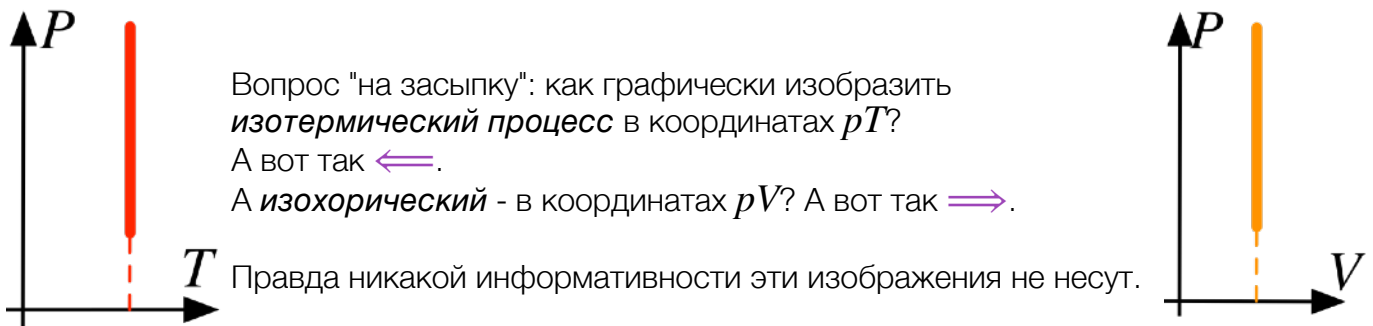 P
T
Вопрос "на засыпку": как графически изобразить
изотермический процесс в координатах pT?
А вот так ⟸.
А изохорический - в координатах pV? А вот так ⟹.
Правда никакой информативности эти изображения не несут.
P
V